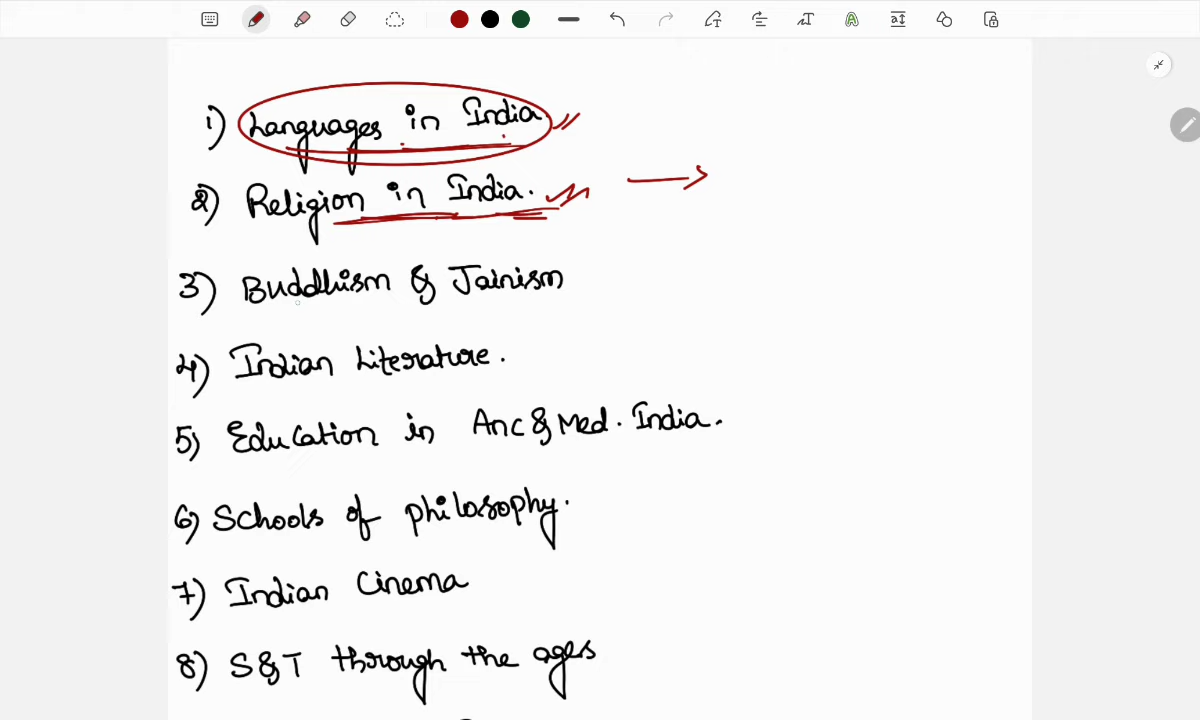 1) Languages in India
2) Religion in India.
3) Buddhism & Jainism
4) Indian Literature.
5) Education in Anc & Med. India.
6) Schools of philosophy.
7) Indian Cinema
8) S&T through the ages